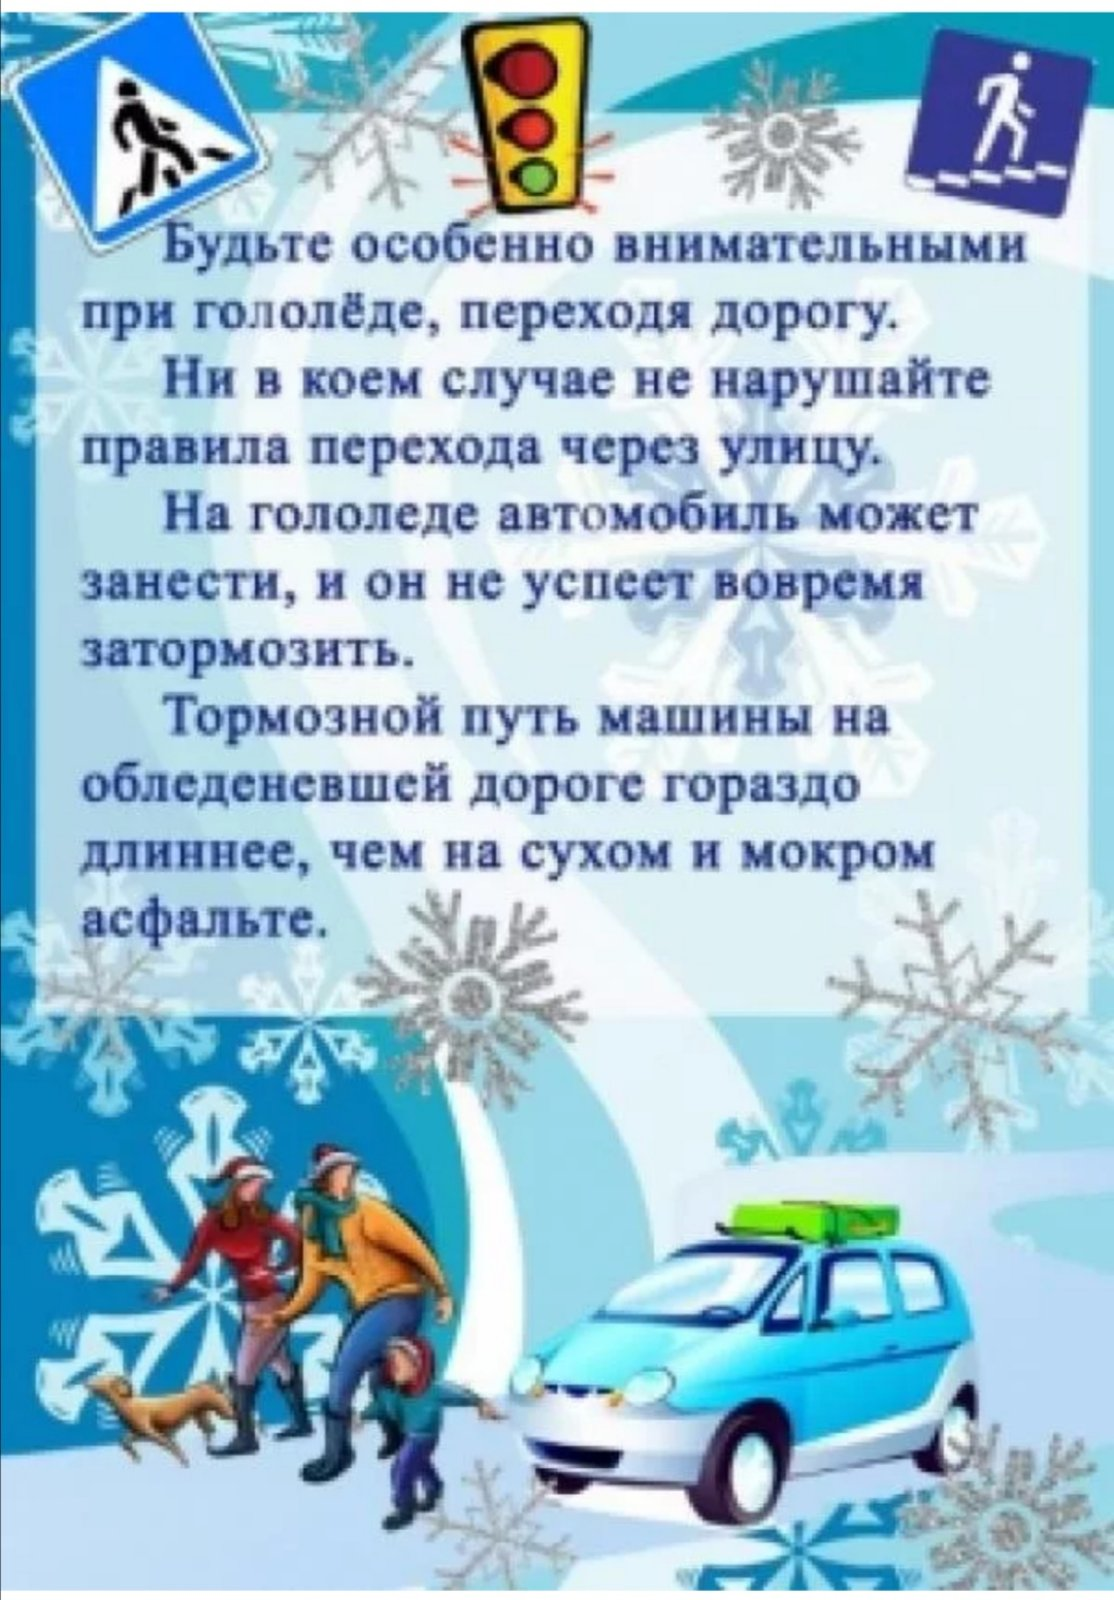 Будьте особенно внимательными
при гололёде, переходя дорогу.
Ни в коем случае не нарушайте
правила перехода через улицу.
На гололеде автомобиль может
занести, и он не успеет вовремя
затормозить.
Тормозной путь машины на
обледеневшей дороге гораздо
длиннее, чем на сухом и мокром
асфальте.